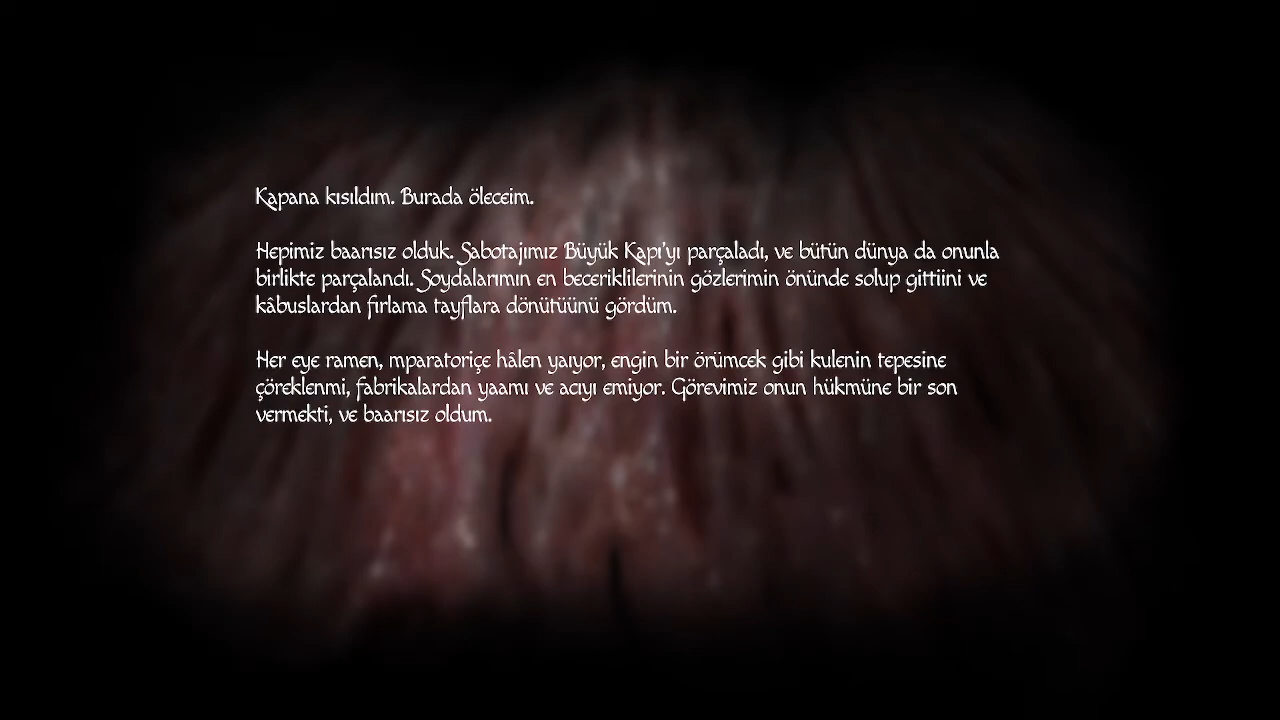 Kapana kısıldım. Burada öleceim.
Hepimiz baarısız olduk. Sabotajımız Büyük Kapı'yı parçaladı, ve bütün dünya da onunla
birlikte parçalandı. Soydalarımın en beceriklilerinin gözlerimin önünde solup gittiini ve
kâbuslardan fırlama tayflara dönütüünü gördüm.
Her eye ramen, mparatoriçe hâlen yaıyor, engin bir örümcek gibi kulenin tepesine
çöreklenmi, fabrikalardan yaamı ve acıyı emiyor. Görevimiz onun hükmüne bir son
vermekti, ve baarısız oldum.